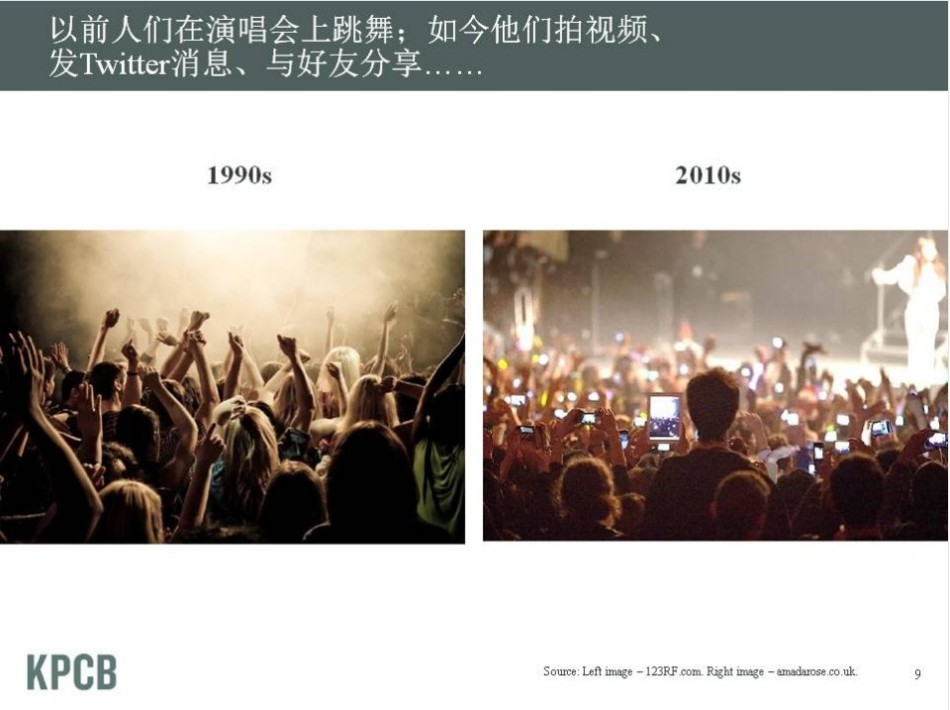 以前人们在演唱会上跳舞；如今他们拍视频、
发Twitter消息、与好友分享……
1990s
2010s
KPCB
Source: Left image – 123RF.com. Right image – amadarose.co.uk.
9